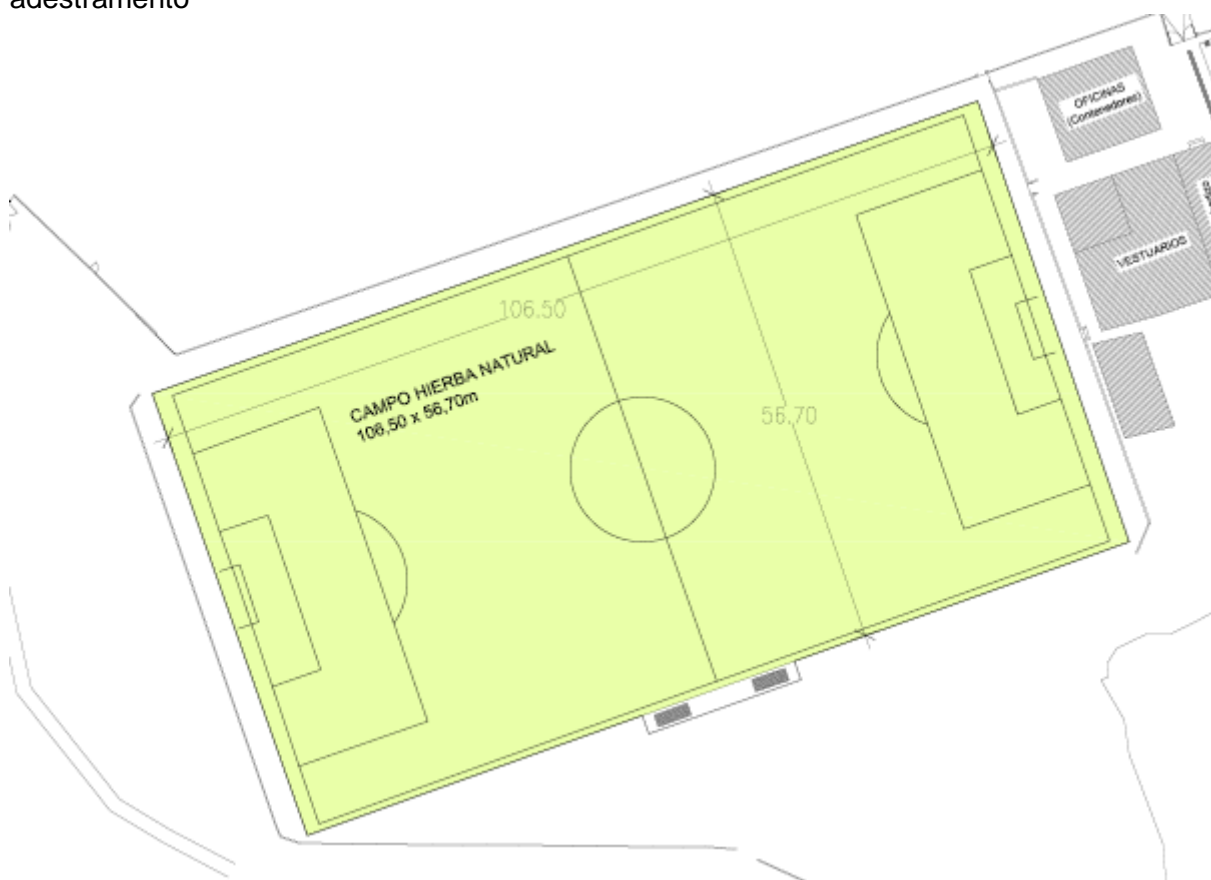 adestramento
OFICINAS
(Contenedores)
VESTUARIOS
106.50
CAMPO HIERBA NATURAL
106,50 x 56,70m
56.70